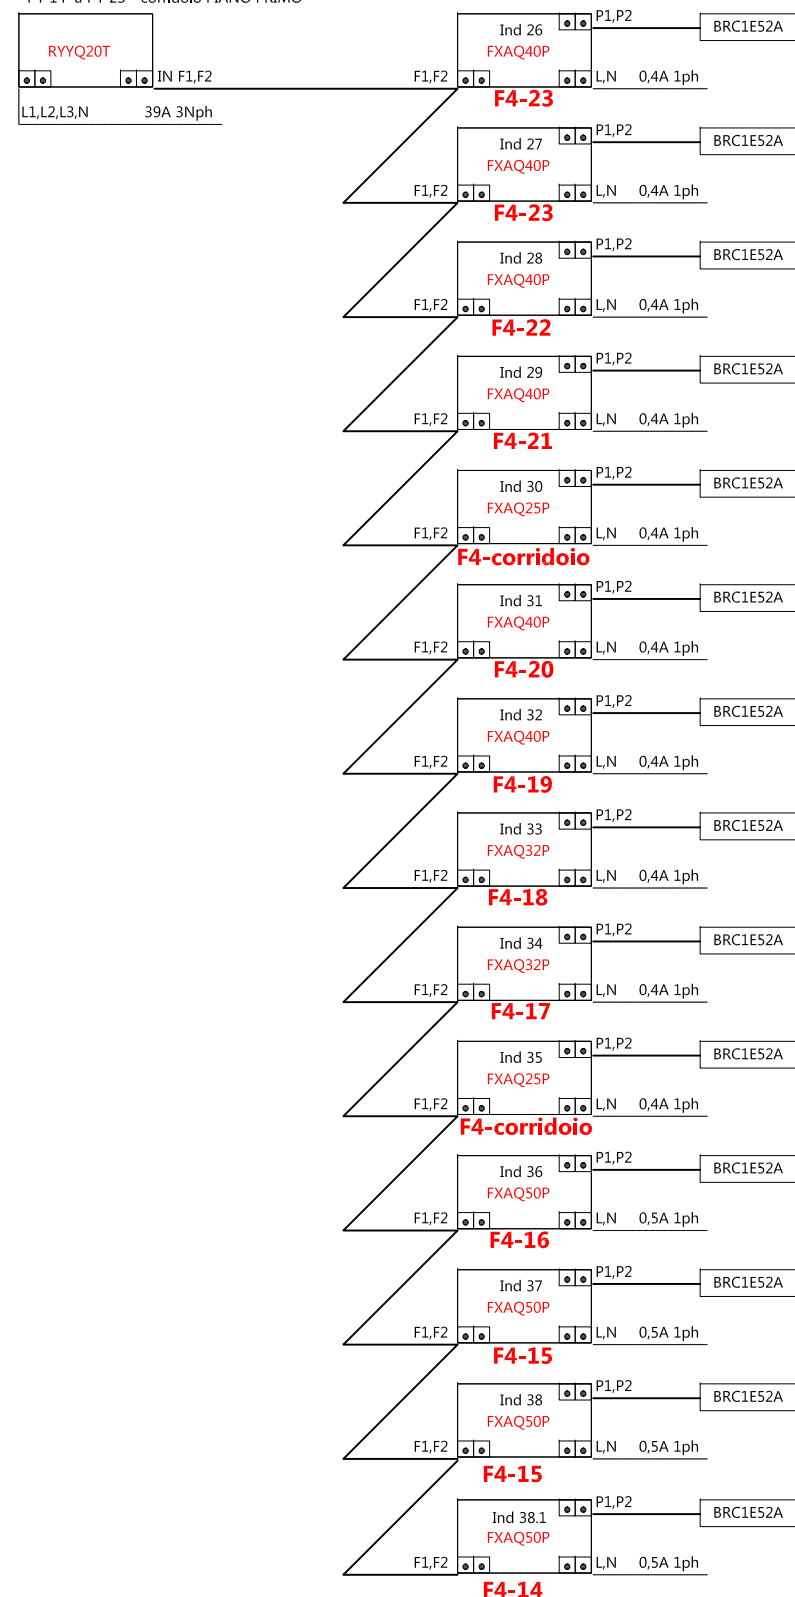 corridoio PIANO PRIMO
RYYQ20T
IN F1,F2
L1,L2,L3,N 39A 3Nph
Ind 26
FXAQ40P
P1,P2
BRC1E52A
F1,F2
L,N 0,4A 1ph
F4-23
Ind 27
FXAQ40P
P1,P2
BRC1E52A
F1,F2
L,N 0,4A 1ph
F4-23
Ind 28
FXAQ40P
P1,P2
BRC1E52A
F1,F2
L,N 0,4A 1ph
F4-22
Ind 29
FXAQ40P
P1,P2
BRC1E52A
F1,F2
L,N 0,4A 1ph
F4-21
Ind 30
FXAQ25P
P1,P2
BRC1E52A
F1,F2
L,N 0,4A 1ph
F4-corridoio
Ind 31
FXAQ40P
P1,P2
BRC1E52A
F1,F2
L,N 0,4A 1ph
F4-20
Ind 32
FXAQ40P
P1,P2
BRC1E52A
F1,F2
L,N 0,4A 1ph
F4-19
Ind 33
FXAQ32P
P1,P2
BRC1E52A
F1,F2
L,N 0,4A 1ph
F4-18
Ind 34
FXAQ32P
P1,P2
BRC1E52A
F1,F2
L,N 0,4A 1ph
F4-17
Ind 35
FXAQ25P
P1,P2
BRC1E52A
F1,F2
L,N 0,4A 1ph
F4-corridoio
Ind 36
FXAQ50P
P1,P2
BRC1E52A
F1,F2
L,N 0,5A 1ph
F4-16
Ind 37
FXAQ50P
P1,P2
BRC1E52A
F1,F2
L,N 0,5A 1ph
F4-15
Ind 38
FXAQ50P
P1,P2
BRC1E52A
F1,F2
L,N 0,5A 1ph
F4-15
Ind 38.1
FXAQ50P
P1,P2
BRC1E52A
F1,F2
L,N 0,5A 1ph
F4-14